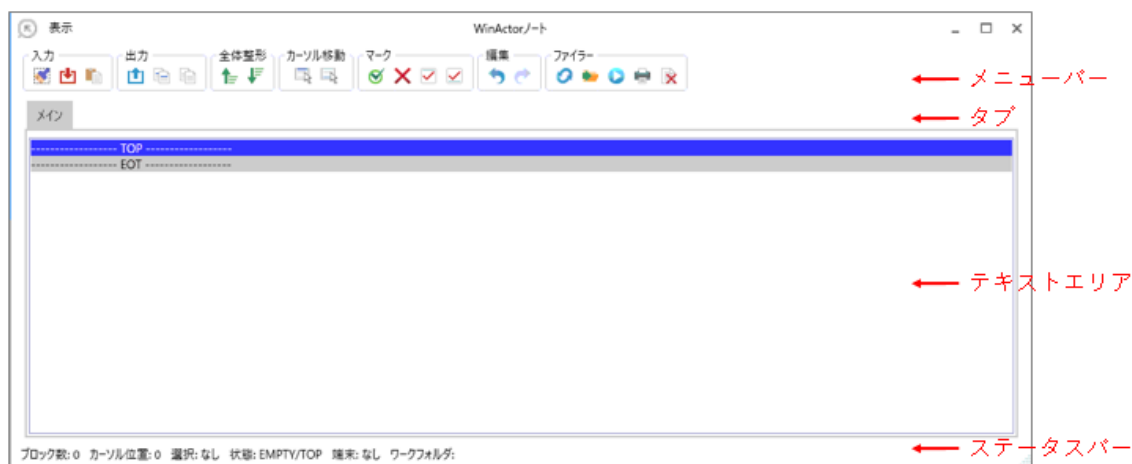 表示
WinActorノート
入力 出力 全体整形 カーソル移動 マーク 編集 ファイラー
メニューバー
メイン
タブ
------------------ TOP ------------------
------------------ EOT ------------------
テキストエリア
ブロック数: 0 カーソル位置: 0 選択: なし 状態: EMPTY/TOP 端末: なし ワークフォルダ:
ステータスバー